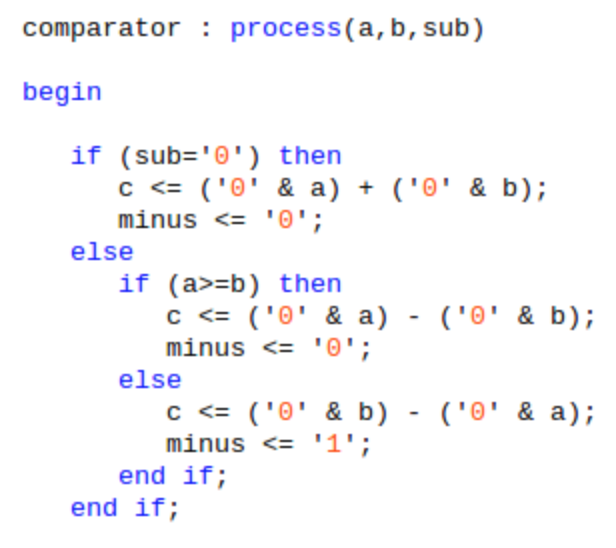 comparator : process(a,b,sub)
begin
if (sub='0') then
c <= ('0' & a) + ('0' & b);
minus <= '0';
else
if (a>=b) then
c <= ('0' & a) - ('0' & b);
minus <= '0';
else
c <= ('0' & b) - ('0' & a);
minus <= '1';
end if;
end if;